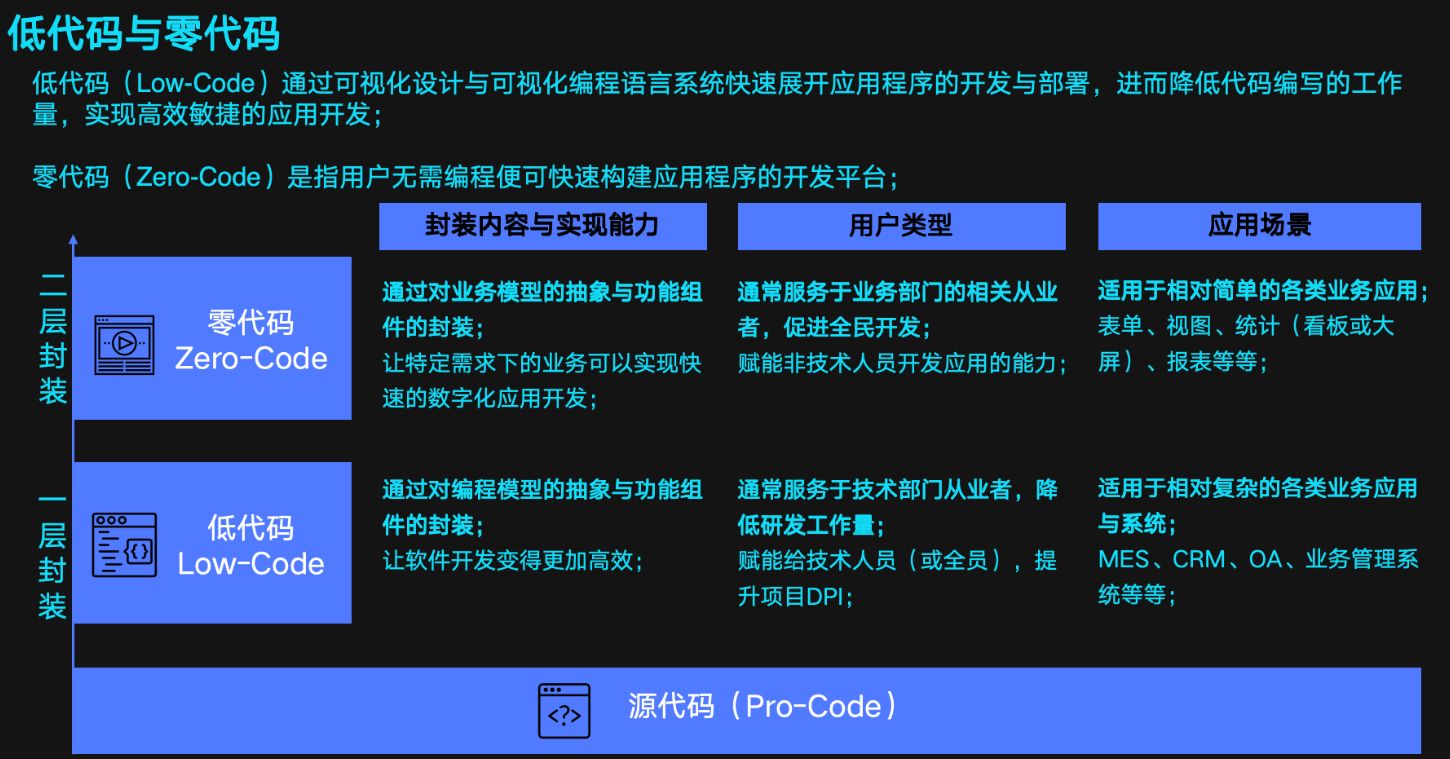 低代码与零代码
低代码（Low-Code）通过可视化设计与可视化编程语言系统快速展开应用程序的开发与部署，进而降低代码编写的工作
量，实现高效敏捷的应用开发；
零代码（Zero-Code）是指用户无需编程便可快速构建应用程序的开发平台；
封装内容与实现能力
用户类型
应用场景
二层封装
零代码
Zero-Code
通过对业务模型的抽象与功能组
件的封装；
让特定需求下的业务可以实现快
速的数字化应用开发；
通常服务于业务部门的相关从业
者，促进全民开发；
赋能非技术人员开发应用的能力；
适用于相对简单的各类业务应用；
表单、视图、统计（看板或大
屏）、报表等等；
一层封装
低代码
Low-Code
通过对编程模型的抽象与功能组
件的封装；
让软件开发变得更加高效；
通常服务于技术部门从业者，降
低研发工作量；
赋能给技术人员（或全员），提
升项目DPI；
适用于相对复杂的各类业务应用
与系统；
MES、CRM、OA、业务管理系
统等等；
源代码（Pro-Code）